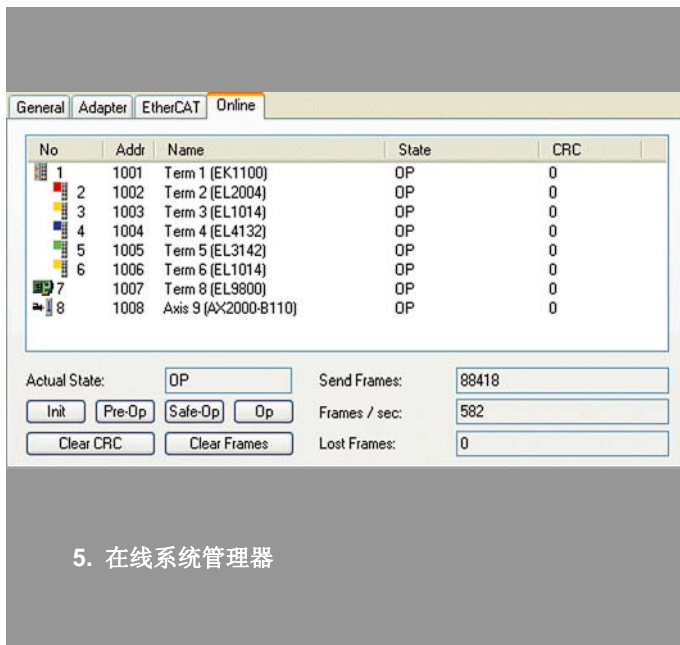 General Adapter EtherCAT Online
No Addr Name State CRC
1 1001 Term 1 (EK1100) OP 0
2 1002 Term 2 (EL2004) OP 0
3 1003 Term 3 (EL1014) OP 0
4 1004 Term 4 (EL4132) OP 0
5 1005 Term 5 (EL3142) OP 0
6 1006 Term 6 (EL1014) OP 0
7 1007 Term 8 (EL9800) OP 0
8 1008 Axis 9 (AX2000-B110) OP 0
Actual State: OP Send Frames: 88418
Init Pre-Op Safe-Op Op Frames / sec: 582
Clear CRC Clear Frames Lost Frames: 0
5. 在线系统管理器